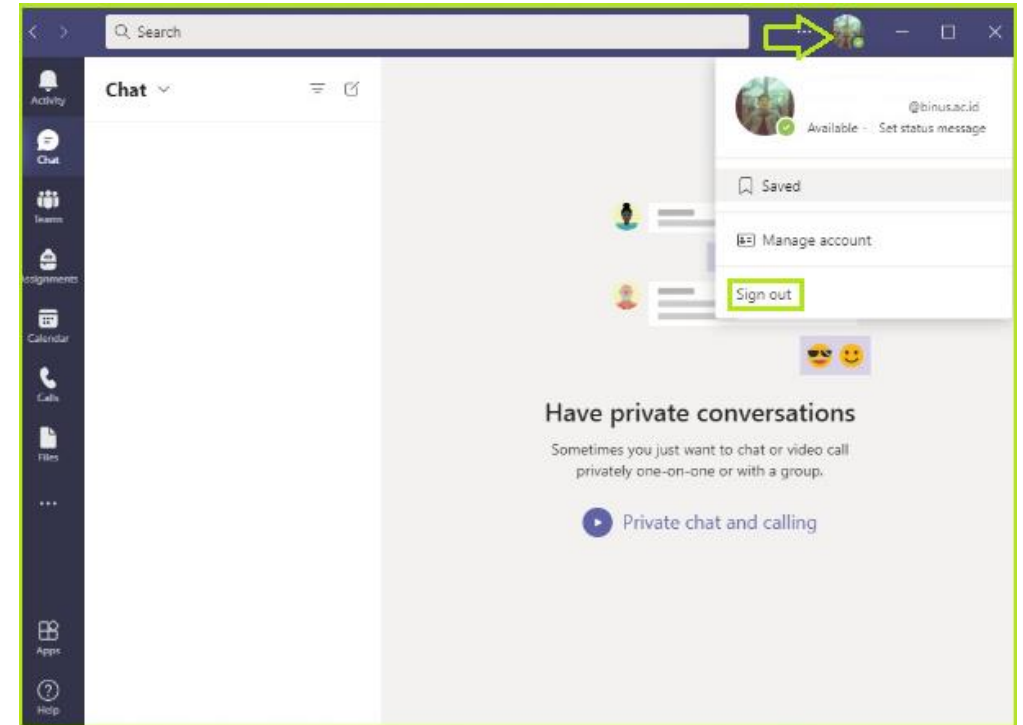 Search
...
Activity
Chat
Teams
Assignments
Calendar
Calls
Files
...
Apps
Help
Chat
@binus.ac.id
Available - Set status message
Saved
Manage account
Sign out
Have private conversations
Sometimes you just want to chat or video call
privately one-on-one or with a group.
Private chat and calling